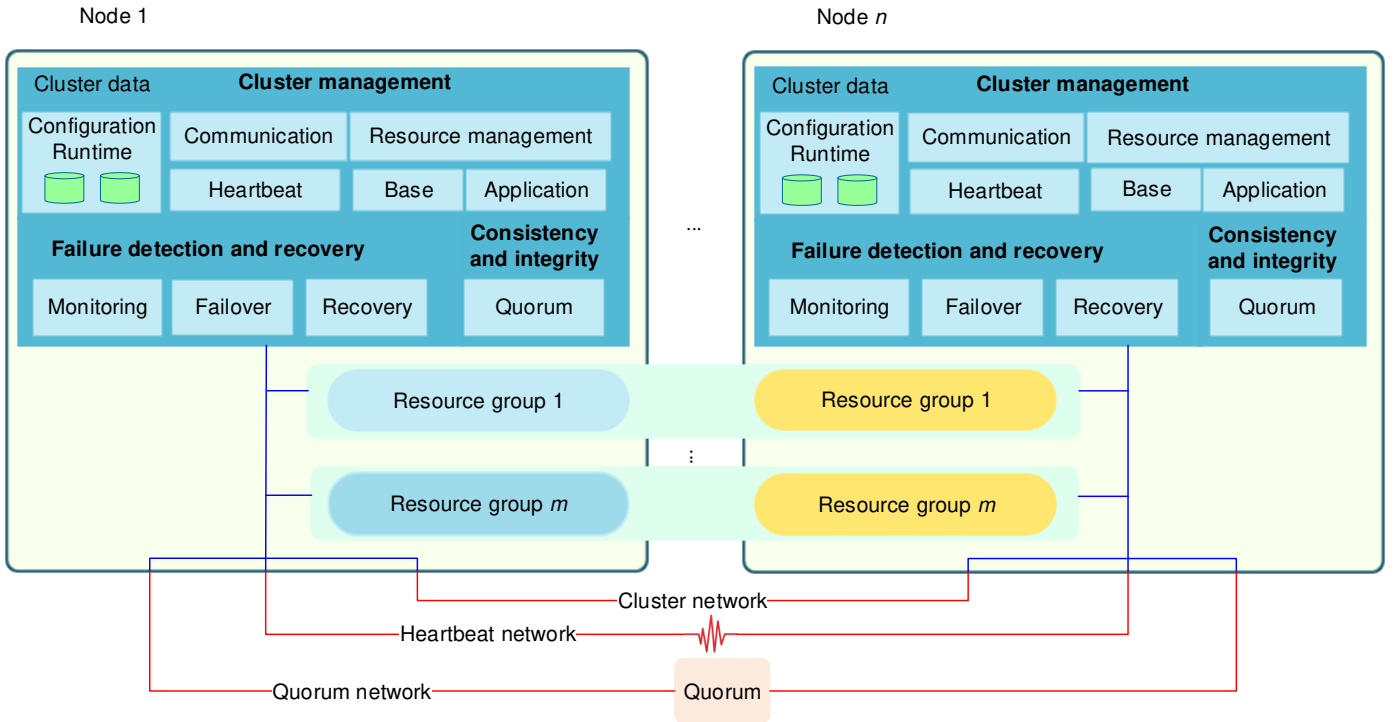 Node 1
Node n
Cluster data
Cluster management
Configuration
Runtime
Communication
Resource management
Heartbeat
Base
Application
Failure detection and recovery
Consistency
and integrity
Monitoring
Failover
Recovery
Quorum
...
Cluster data
Cluster management
Configuration
Runtime
Communication
Resource management
Heartbeat
Base
Application
Failure detection and recovery
Consistency
and integrity
Monitoring
Failover
Recovery
Quorum
Resource group 1
Resource group 1
...
Resource group m
Resource group m
Cluster network
Heartbeat network
Quorum network
Quorum